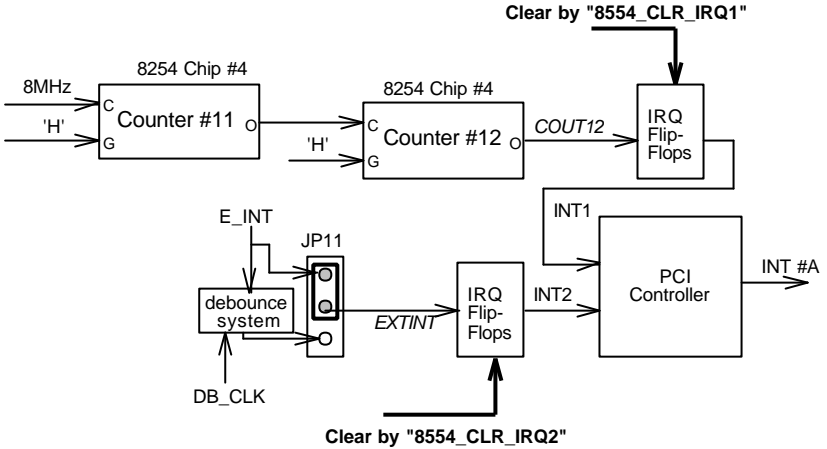 Clear by "8554_CLR_IRQ1"
8254 Chip #4
8MHz
C
Counter #11
O
'H'
G
8254 Chip #4
C
Counter #12
O
'H'
G
COUT12
IRQ
Flip-
Flops
INT1
E_INT
JP11
debounce
system
DB_CLK
EXTINT
IRQ
Flip-
Flops
INT2
PCI
Controller
INT #A
Clear by "8554_CLR_IRQ2"